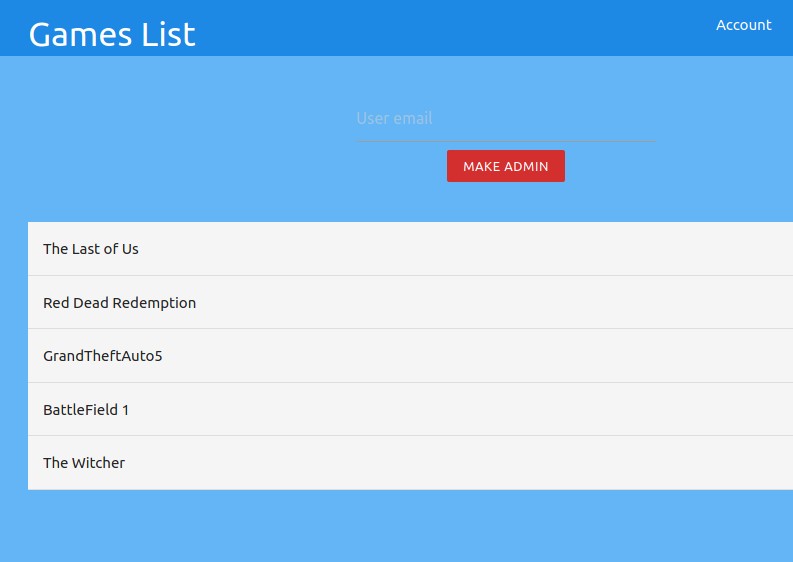 Games List
Account
User email
MAKE ADMIN
The Last of Us
Red Dead Redemption
GrandTheftAuto5
BattleField 1
The Witcher